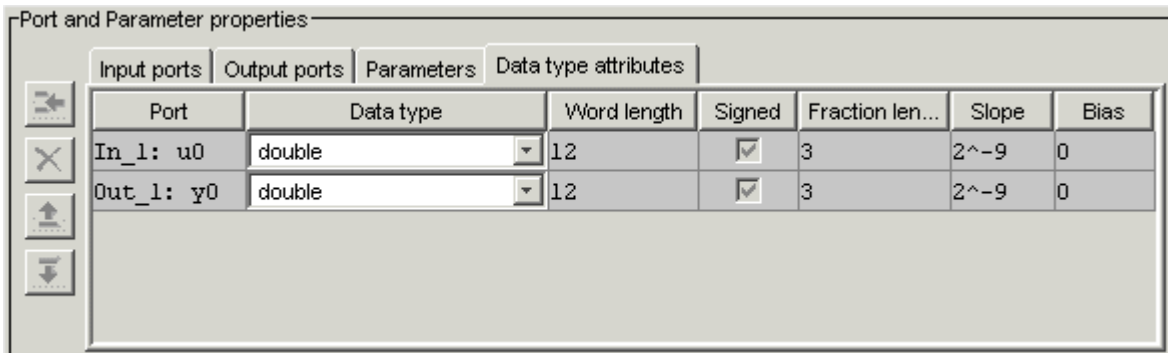 Port and Parameter properties
Input ports Output ports Parameters Data type attributes
Port Data type Word length Signed Fraction len... Slope Bias
In_1: u0 double 12 3 2^-9 0
Out_1: y0 double 12 3 2^-9 0